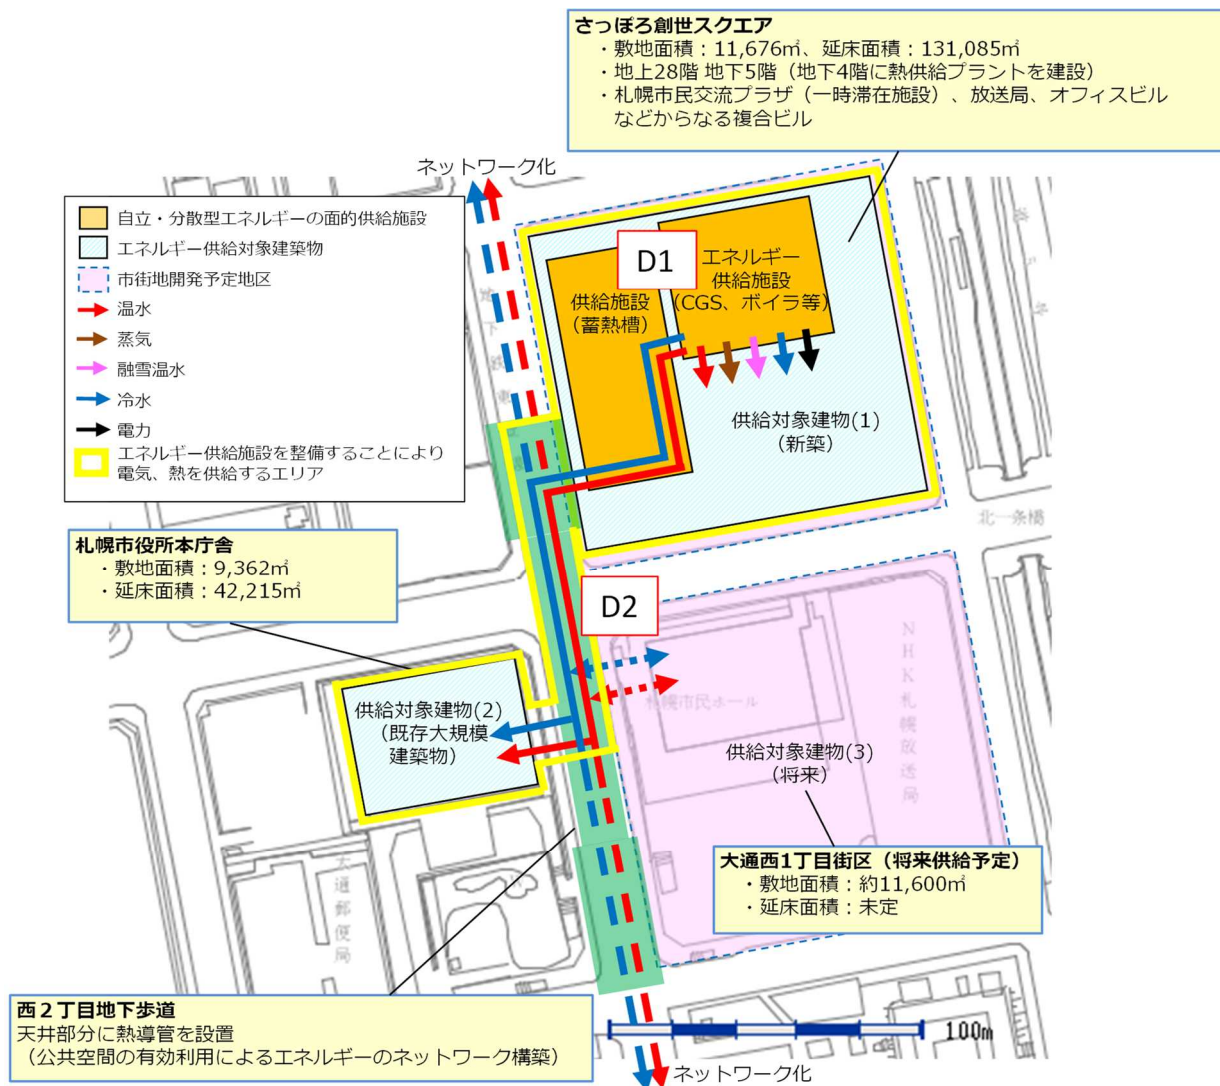 さっぽろ創世スクエア
・敷地面積：11,676㎡、延床面積：131,085㎡
・地上28階 地下5階（地下4階に熱供給プラントを建設）
・札幌市民交流プラザ（一時滞在施設）、放送局、オフィスビル
などからなる複合ビル
ネットワーク化
自立・分散型エネルギーの面的供給施設
エネルギー供給対象建築物
市街地開発予定地区
温水
蒸気
融雪温水
冷水
電力
エネルギー供給施設を整備することにより
電気、熱を供給するエリア
D1
エネルギー
供給施設
（CGS、ボイラ等）
供給施設
（蓄熱槽）
地下鉄東
供給対象建物(1)
（新築）
北一条橋
札幌市役所本庁舎
・敷地面積：9,362㎡
・延床面積：42,215㎡
D2
供給対象建物(2)
（既存大規模
建築物）
札幌市民ホール
NHK札幌放送局
供給対象建物(3)
（将来）
大通西1丁目街区（将来供給予定）
・敷地面積：約11,600㎡
・延床面積：未定
大通郵便局
西２丁目地下歩道
天井部分に熱導管を設置
（公共空間の有効利用によるエネルギーのネットワーク構築）
100m
ネットワーク化